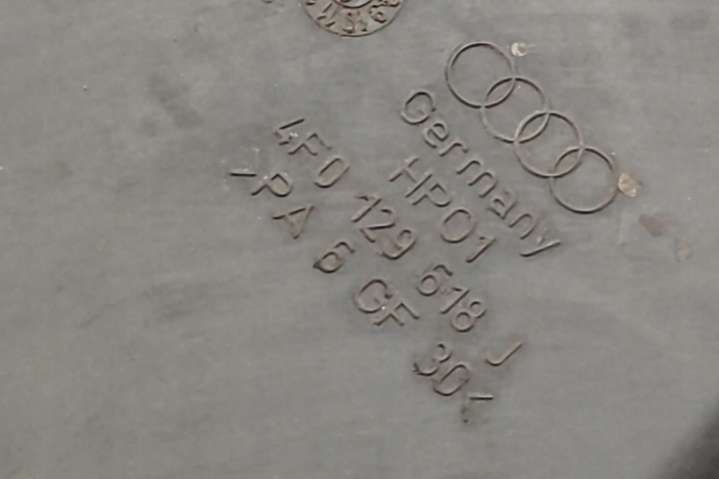 Germany
HP01
4F0 129 618 J
>PA 6 GF 30<